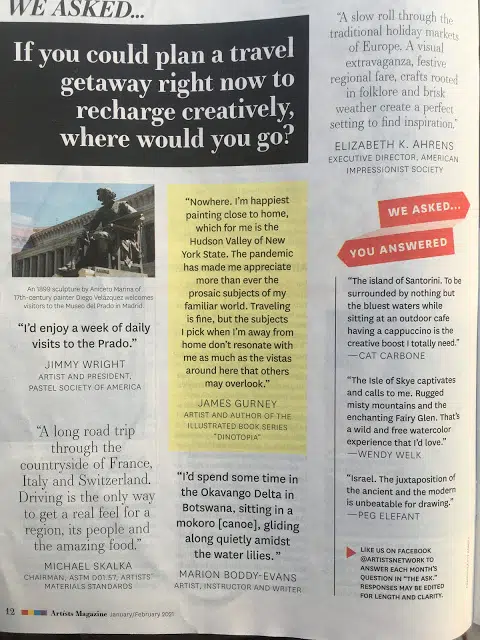 WE ASKED...
If you could plan a travel
getaway right now to
recharge creatively,
where would you go?
An 1899 sculpture by Aniceto Marina of
17th-century painter Diego Velázquez welcomes
visitors to the Museo del Prado in Madrid.
"I'd enjoy a week of daily
visits to the Prado."
JIMMY WRIGHT
ARTIST AND PRESIDENT,
PASTEL SOCIETY OF AMERICA
"A long road trip
through the
countryside of France,
Italy and Switzerland.
Driving is the only way
to get a real feel for a
region, its people and
the amazing food."
MICHAEL SKALKA
CHAIRMAN, ASTM D01.57, ARTISTS'
MATERIALS STANDARDS
"Nowhere. I'm happiest
painting close to home,
which for me is the
Hudson Valley of New
York State. The pandemic
has made me appreciate
more than ever the
prosaic subjects of my
familiar world. Traveling
is fine, but the subjects
I pick when I'm away from
home don't resonate with
me as much as the vistas
around here that others
may overlook."
JAMES GURNEY
ARTIST AND AUTHOR OF THE
ILLUSTRATED BOOK SERIES
"DINOTOPIA"
"I'd spend some time in
the Okavango Delta in
Botswana, sitting in a
mokoro [canoe], gliding
along quietly amidst
the water lilies."
MARION BODDY-EVANS
ARTIST, INSTRUCTOR AND WRITER
"A slow roll through the
traditional holiday markets
of Europe. A visual
extravaganza, festive
regional fare, crafts rooted
in folklore and brisk
weather create a perfect
setting to find inspiration."
ELIZABETH K. AHRENS
EXECUTIVE DIRECTOR, AMERICAN
IMPRESSIONIST SOCIETY
WE ASKED...
YOU ANSWERED
"The island of Santorini. To be
surrounded by nothing but
the bluest waters while
sitting at an outdoor cafe
having a cappuccino is the
creative boost I totally need."
—CAT CARBONE
"The Isle of Skye captivates
and calls to me. Rugged
misty mountains and the
enchanting Fairy Glen. That's
a wild and free watercolor
experience that I'd love."
—WENDY WELK
"Israel. The juxtaposition of
the ancient and the modern
is unbeatable for drawing."
—PEG ELEFANT
LIKE US ON FACEBOOK
@ARTISTSNETWORK TO
ANSWER EACH MONTH'S
QUESTION IN "THE ASK."
RESPONSES MAY BE EDITED
FOR LENGTH AND CLARITY.
12 Artists Magazine January/February 2021